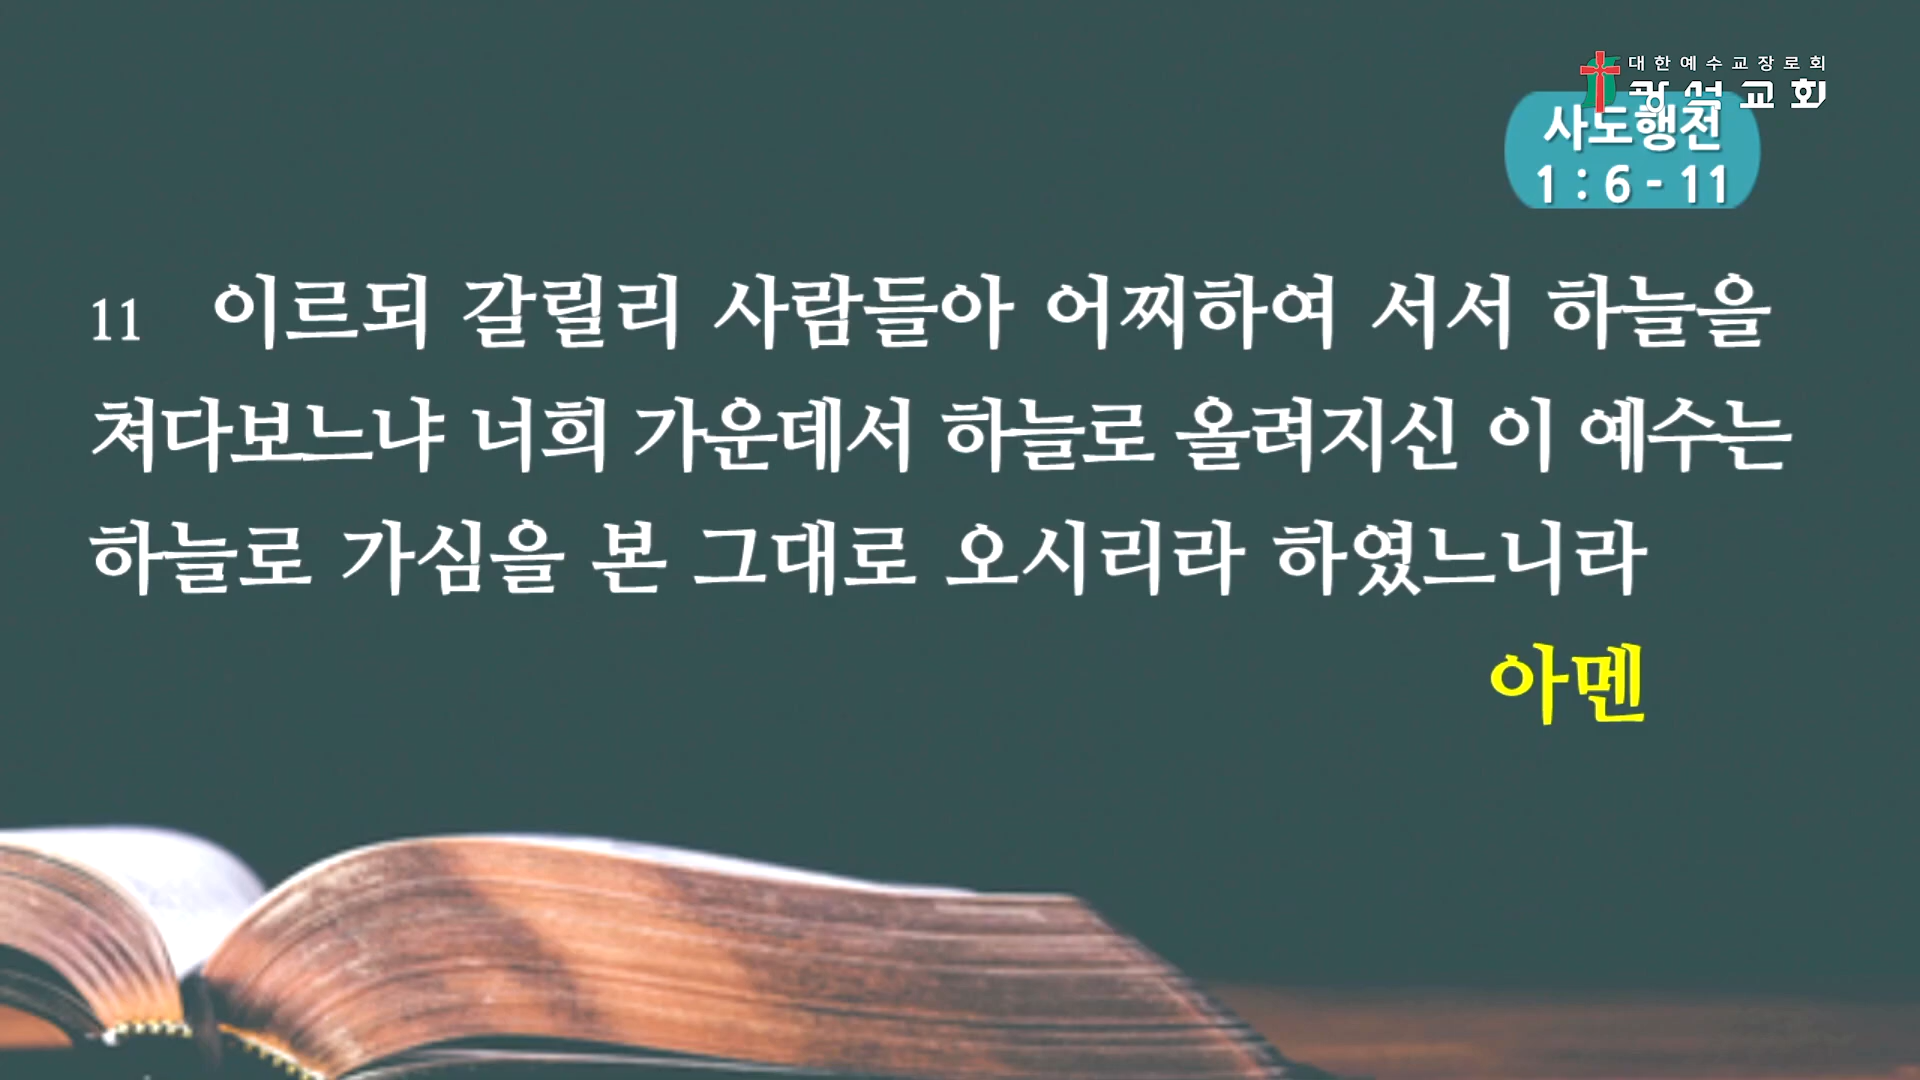 대한예수교장로회
광석교회
사도행전
1 : 6 - 11
11 이르되 갈릴리 사람들아 어찌하여 서서 하늘을
쳐다보느냐 너희 가운데서 하늘로 올려지신 이 예수는
하늘로 가심을 본 그대로 오시리라 하였느니라
아멘